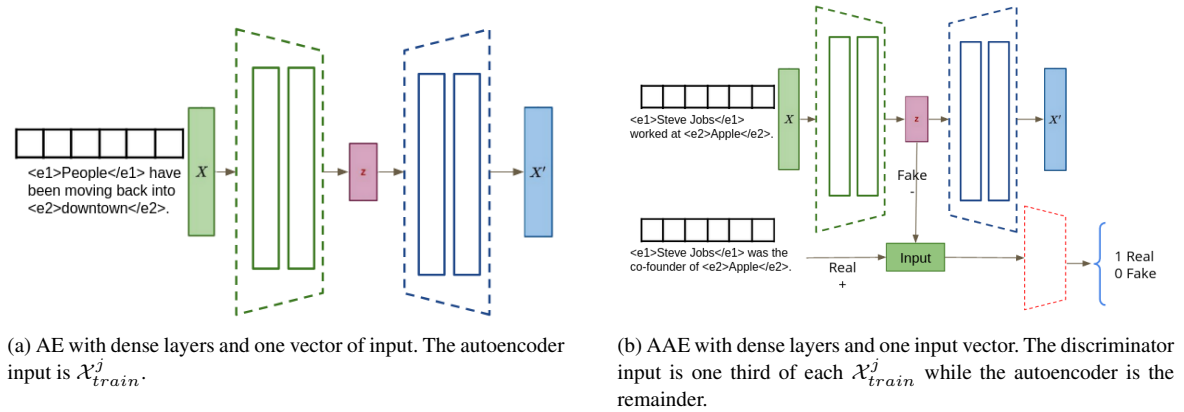 <e1>People</e1> have
been moving back into
<e2>downtown</e2>.
X
z
X'
(a) AE with dense layers and one vector of input. The autoencoder
input is 𝒳ʲₜᵣₐᵢₙ.
<e1>Steve Jobs</e1>
worked at <e2>Apple</e2>.
X
z
X'
Fake
-
<e1>Steve Jobs</e1> was the
co-founder of <e2>Apple</e2>.
Real
+
Input
1 Real
0 Fake
(b) AAE with dense layers and one input vector. The discriminator
input is one third of each 𝒳ʲₜᵣₐᵢₙ while the autoencoder is the
remainder.